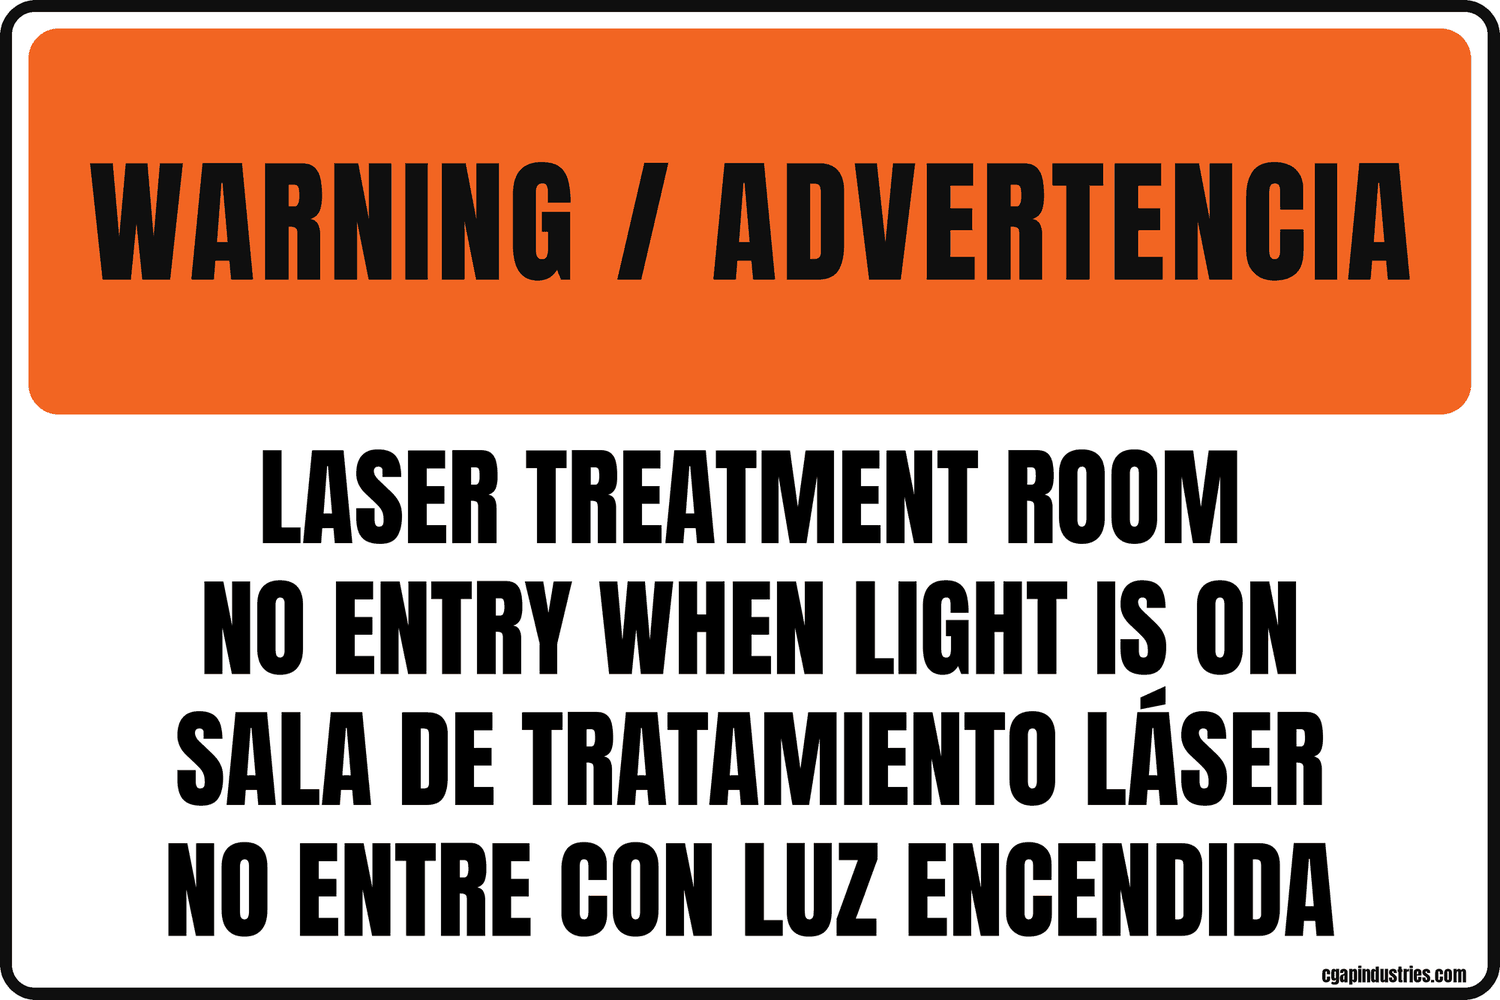 WARNING / ADVERTENCIA
LASER TREATMENT ROOM
NO ENTRY WHEN LIGHT IS ON
SALA DE TRATAMIENTO LÁSER
NO ENTRE CON LUZ ENCENDIDA
cgapindustries.com